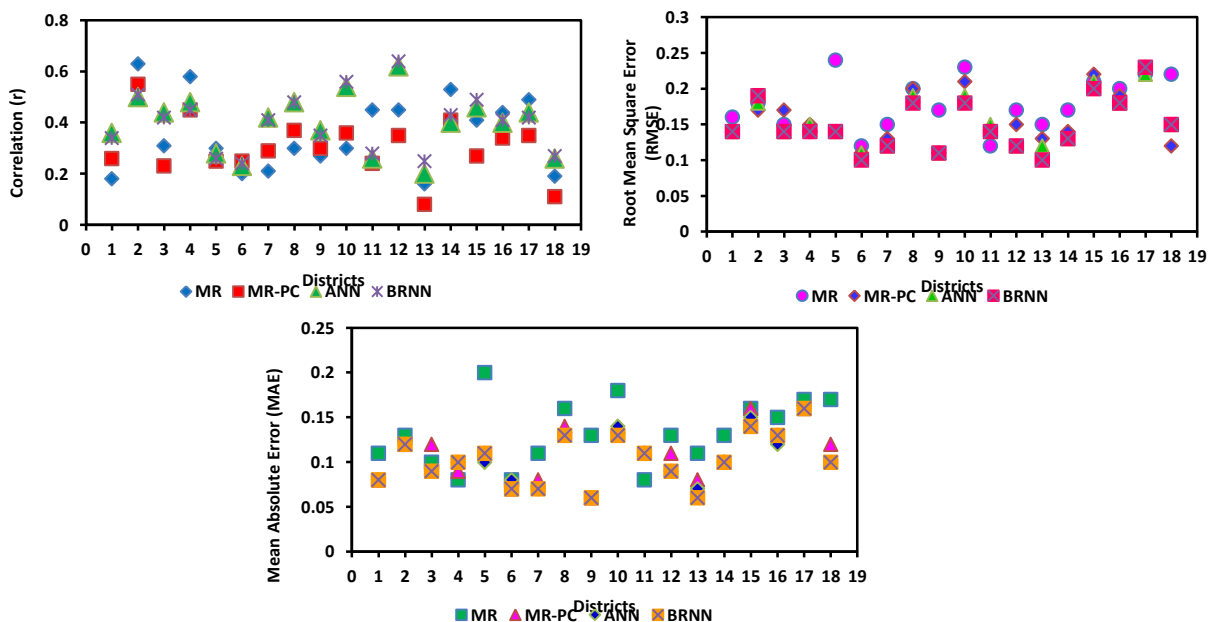 Correlation (r)
0.8
0.6
0.4
0.2
0
0 1 2 3 4 5 6 7 8 9 10 11 12 13 14 15 16 17 18 19
Districts
MR MR-PC ANN BRNN
Root Mean Square Error
(RMSE)
0.3
0.25
0.2
0.15
0.1
0.05
0
0 1 2 3 4 5 6 7 8 9 10 11 12 13 14 15 16 17 18 19
Districts
MR MR-PC ANN BRNN
Mean Absolute Error (MAE)
0.25
0.2
0.15
0.1
0.05
0
0 1 2 3 4 5 6 7 8 9 10 11 12 13 14 15 16 17 18 19
Districts
MR MR-PC ANN BRNN